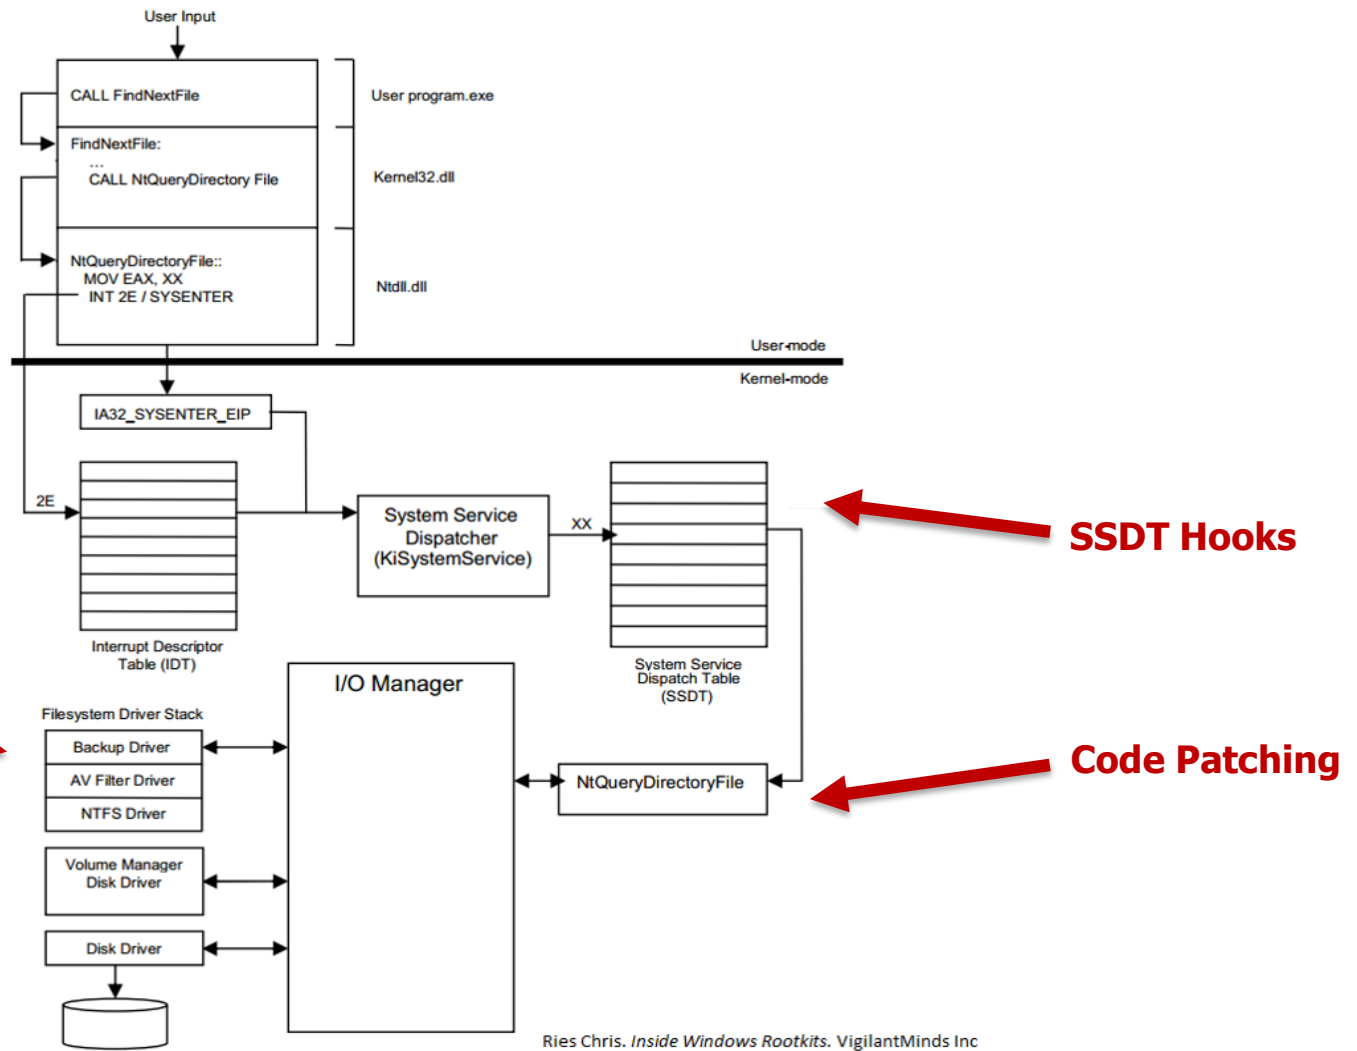 User Input
CALL FindNextFile
User program.exe
FindNextFile:
...
CALL NtQueryDirectory File
Kernel32.dll
NtQueryDirectoryFile::
MOV EAX, XX
INT 2E / SYSENTER
Ntdll.dll
User-mode
Kernel-mode
IA32_SYSENTER_EIP
2E
System Service
Dispatcher
(KiSystemService)
XX
SSDT Hooks
Interrupt Descriptor
Table (IDT)
System Service
Dispatch Table
(SSDT)
I/O Manager
Filesystem Driver Stack
Backup Driver
AV Filter Driver
NTFS Driver
NtQueryDirectoryFile
Code Patching
Volume Manager
Disk Driver
Disk Driver
Ries Chris. Inside Windows Rootkits. VigilantMinds Inc